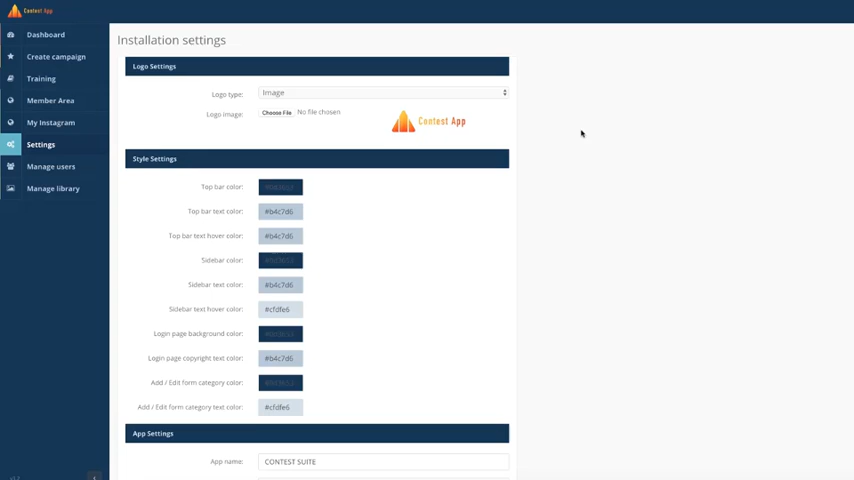 Contest App
Dashboard
Create campaign
Training
Member Area
My Instagram
Settings
Manage users
Manage library
Installation settings
Logo Settings
Logo type: Image
Logo image: Choose File No file chosen
Contest App
Style Settings
Top bar color:
Top bar text color: #b4c7d6
Top bar text hover color: #b4c7d6
Sidebar color:
Sidebar text color: #b4c7d6
Sidebar text hover color: #cfdfe6
Login page background color:
Login page copyright text color: #b4c7d6
Add / Edit form category color:
Add / Edit form category text color: #cfdfe6
App Settings
App name: CONTEST SUITE